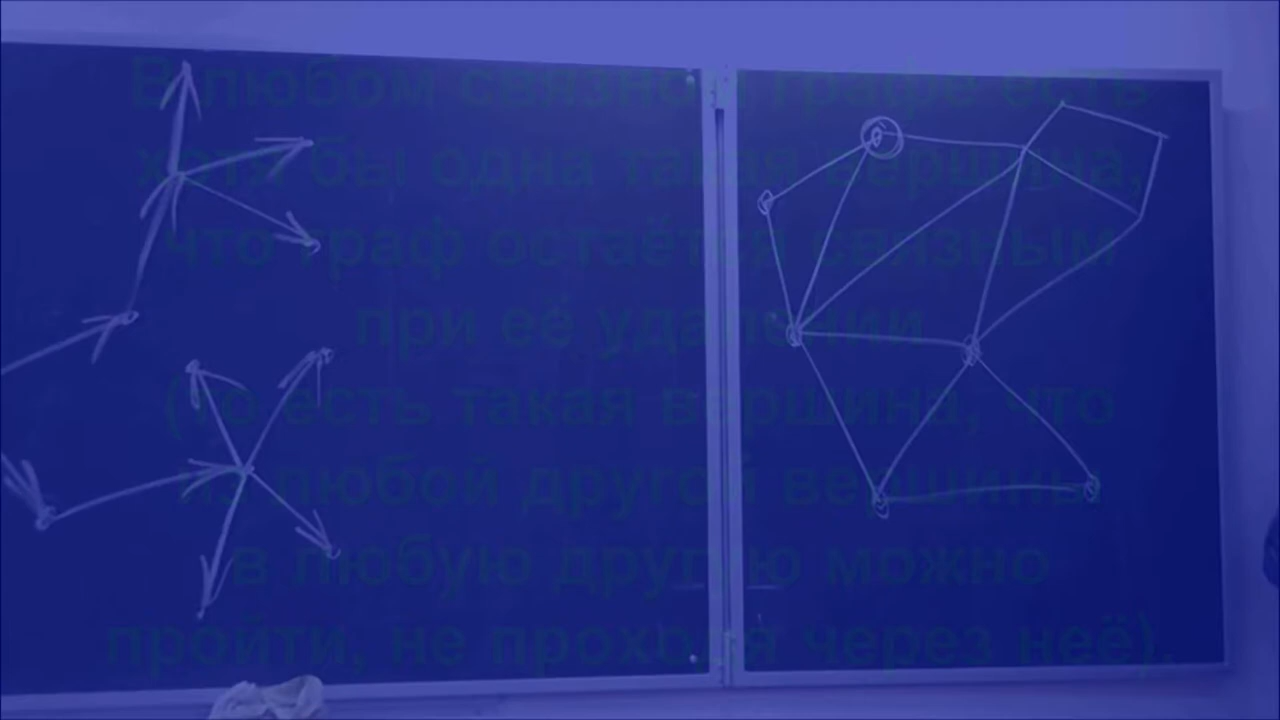 В любом связном графе есть
хотя бы одна такая вершина,
что граф остаётся связным
при её удалении
(то есть такая вершина, что
из любой другой вершины
в любую другую можно
пройти, не проходя через неё).